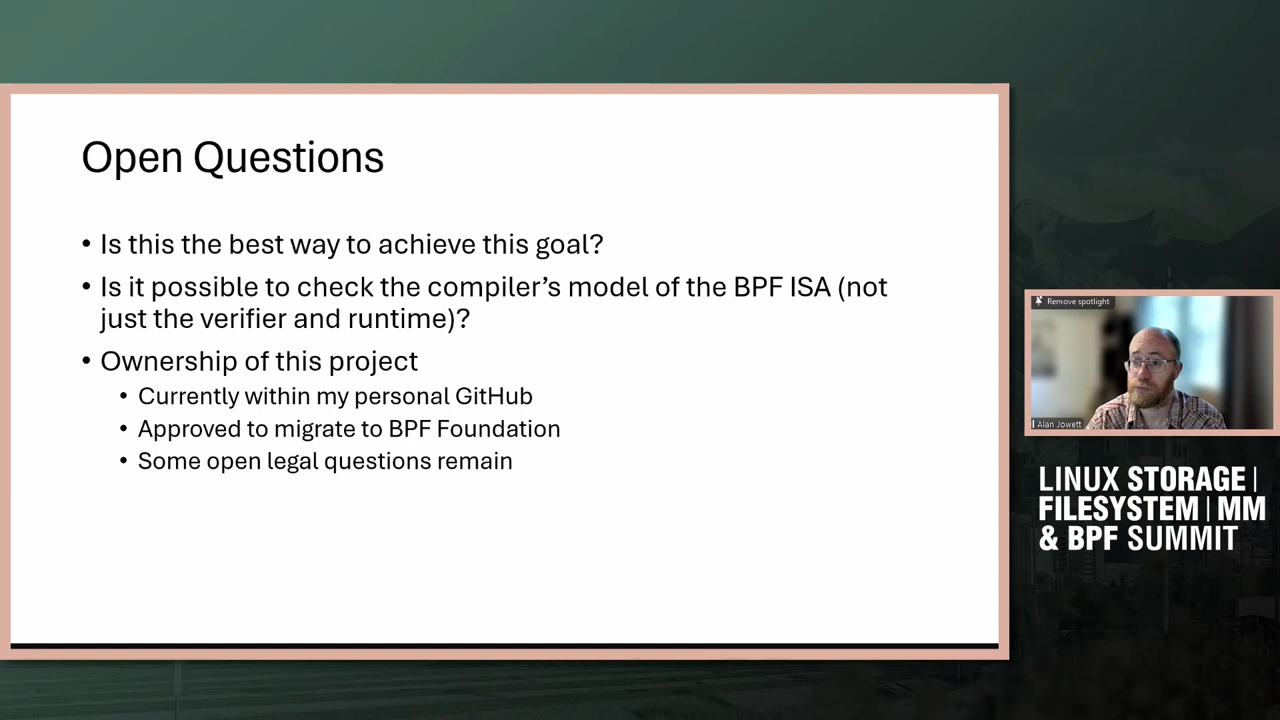 Open Questions
• Is this the best way to achieve this goal?
• Is it possible to check the compiler’s model of the BPF ISA (not
just the verifier and runtime)?
• Ownership of this project
• Currently within my personal GitHub
• Approved to migrate to BPF Foundation
• Some open legal questions remain
Remove spotlight
Alan Jowett
LINUX STORAGE |
FILESYSTEM | MM
& BPF SUMMIT